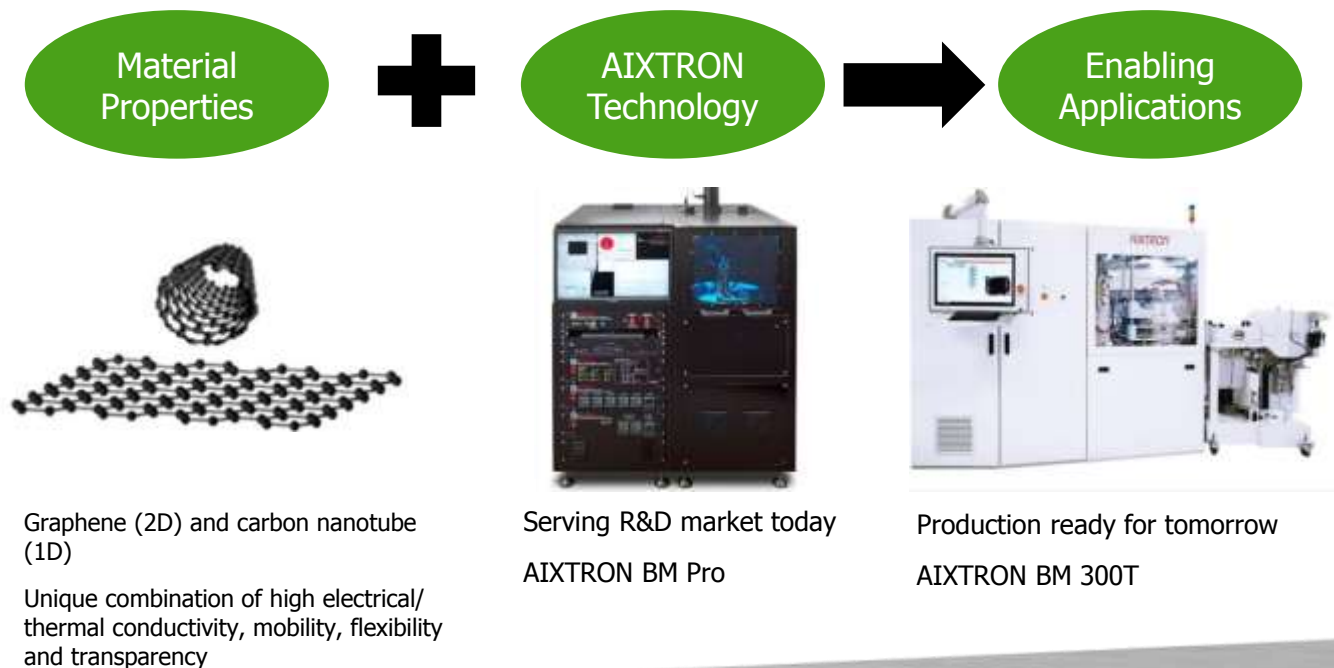 Material
Properties
AIXTRON
Technology
Enabling
Applications
AIXTRON
Graphene (2D) and carbon nanotube
(1D)
Unique combination of high electrical/
thermal conductivity, mobility, flexibility
and transparency
Serving R&D market today
AIXTRON BM Pro
Production ready for tomorrow
AIXTRON BM 300T